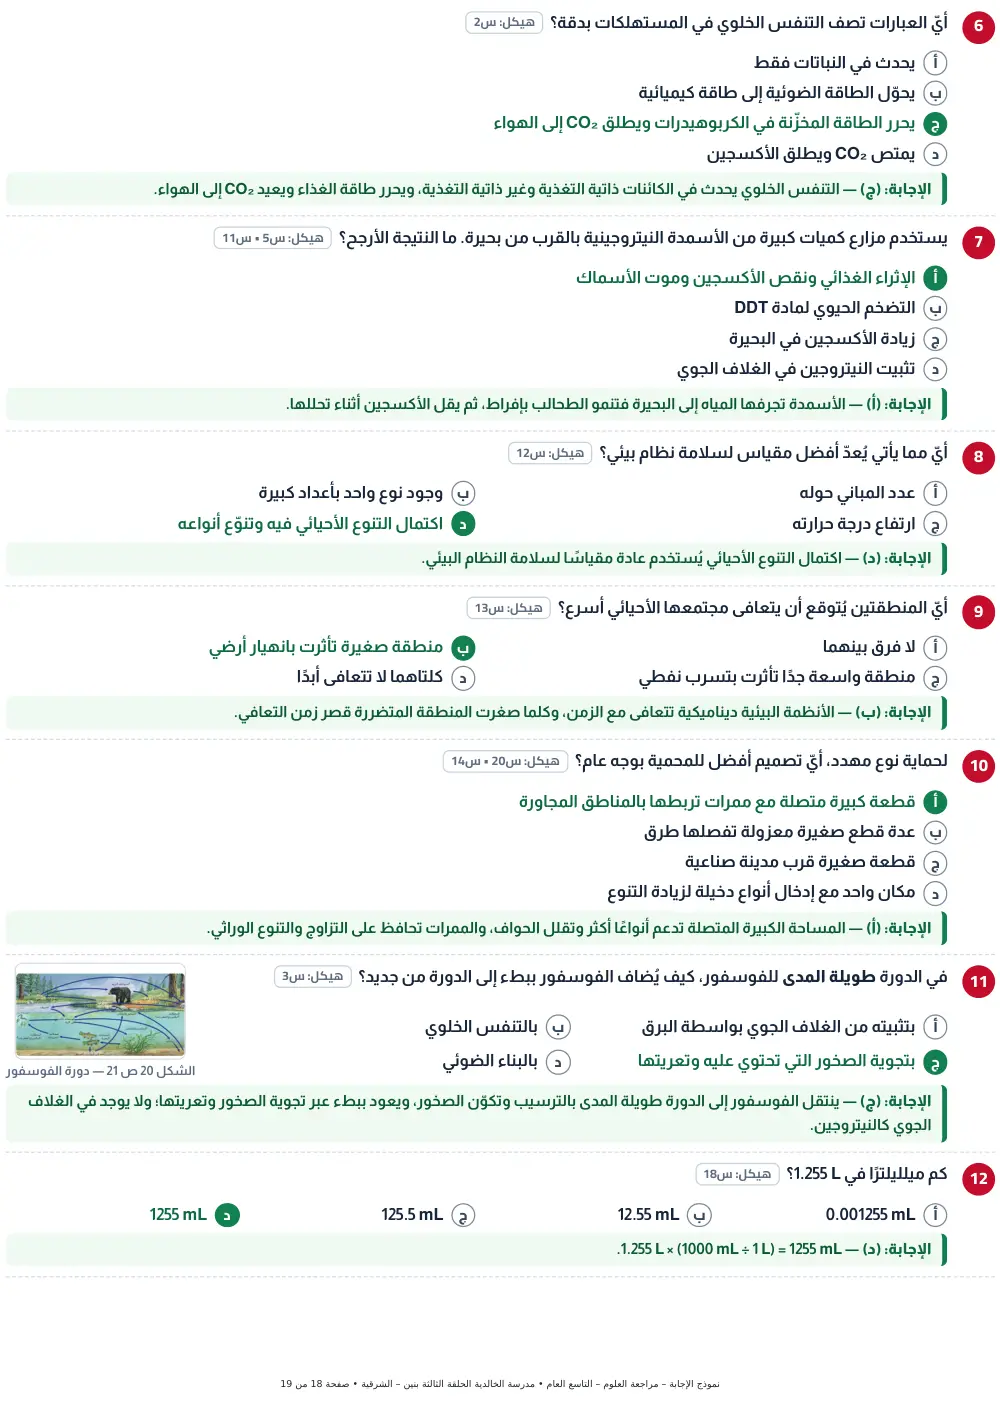 6 أيّ العبارات تصف التنفس الخلوي في المستهلكات بدقة؟ هيكل: س2
أ يحدث في النباتات فقط
ب يحوّل الطاقة الضوئية إلى طاقة كيميائية
ج يحرر الطاقة المخزّنة في الكربوهيدرات ويطلق CO₂ إلى الهواء
د يمتص CO₂ ويطلق الأكسجين
الإجابة: (ج) — التنفس الخلوي يحدث في الكائنات ذاتية التغذية وغير ذاتية التغذية، ويحرر طاقة الغذاء ويعيد CO₂ إلى الهواء.
7 يستخدم مزارع كميات كبيرة من الأسمدة النيتروجينية بالقرب من بحيرة. ما النتيجة الأرجح؟ هيكل: س5 • س11
أ الإثراء الغذائي ونقص الأكسجين وموت الأسماك
ب التضخم الحيوي لمادة DDT
ج زيادة الأكسجين في البحيرة
د تثبيت النيتروجين في الغلاف الجوي
الإجابة: (أ) — الأسمدة تجرفها المياه إلى البحيرة فتنمو الطحالب بإفراط، ثم يقل الأكسجين أثناء تحللها.
8 أيّ مما يأتي يُعدّ أفضل مقياس لسلامة نظام بيئي؟ هيكل: س12
أ عدد المباني حوله ب وجود نوع واحد بأعداد كبيرة
ج ارتفاع درجة حرارته د اكتمال التنوع الأحيائي فيه وتنوّع أنواعه
الإجابة: (د) — اكتمال التنوع الأحيائي يُستخدم عادة مقياسًا لسلامة النظام البيئي.
9 أيّ المنطقتين يُتوقع أن يتعافى مجتمعها الأحيائي أسرع؟ هيكل: س13
أ لا فرق بينهما ب منطقة صغيرة تأثرت بانهيار أرضي
ج منطقة واسعة جدًا تأثرت بتسرب نفطي د كلتاهما لا تتعافى أبدًا
الإجابة: (ب) — الأنظمة البيئية ديناميكية تتعافى مع الزمن، وكلما صغرت المنطقة المتضررة قصر زمن التعافي.
10 لحماية نوع مهدد، أيّ تصميم أفضل للمحمية بوجه عام؟ هيكل: س20 • س14
أ قطعة كبيرة متصلة مع ممرات تربطها بالمناطق المجاورة
ب عدة قطع صغيرة معزولة تفصلها طرق
ج قطعة صغيرة قرب مدينة صناعية
د مكان واحد مع إدخال أنواع دخيلة لزيادة التنوع
الإجابة: (أ) — المساحة الكبيرة المتصلة تدعم أنواعًا أكثر وتقلل الحواف، والممرات تحافظ على التزاوج والتنوع الوراثي.
11 في الدورة طويلة المدى للفوسفور، كيف يُضاف الفوسفور ببطء إلى الدورة من جديد؟ هيكل: س3
أ بتثبيته من الغلاف الجوي بواسطة البرق ب بالتنفس الخلوي
ج بتجوية الصخور التي تحتوي عليه وتعريتها د بالبناء الضوئي
الشكل 20 ص 21 — دورة الفوسفور
الإجابة: (ج) — ينتقل الفوسفور إلى الدورة طويلة المدى بالترسيب وتكوّن الصخور، ويعود ببطء عبر تجوية الصخور وتعريتها؛ ولا يوجد في الغلاف
الجوي كالنيتروجين.
12 كم ميلليلترًا في 1.255 L؟ هيكل: س18
أ 0.001255 mL ب 12.55 mL ج 125.5 mL د 1255 mL
الإجابة: (د) — 1.255 L × (1000 mL ÷ 1 L) = 1255 mL.
نموذج الإجابة – مراجعة العلوم – التاسع العام • مدرسة الخالدية الحلقة الثالثة بنين – الشرقية • صفحة 18 من 19